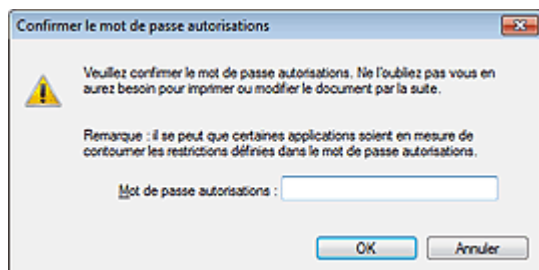 Confirmer le mot de passe autorisations
Veuillez confirmer le mot de passe autorisations. Ne l'oubliez pas vous en
aurez besoin pour imprimer ou modifier le document par la suite.
Remarque : il se peut que certaines applications soient en mesure de
contourner les restrictions définies dans le mot de passe autorisations.
Mot de passe autorisations :
OK
Annuler